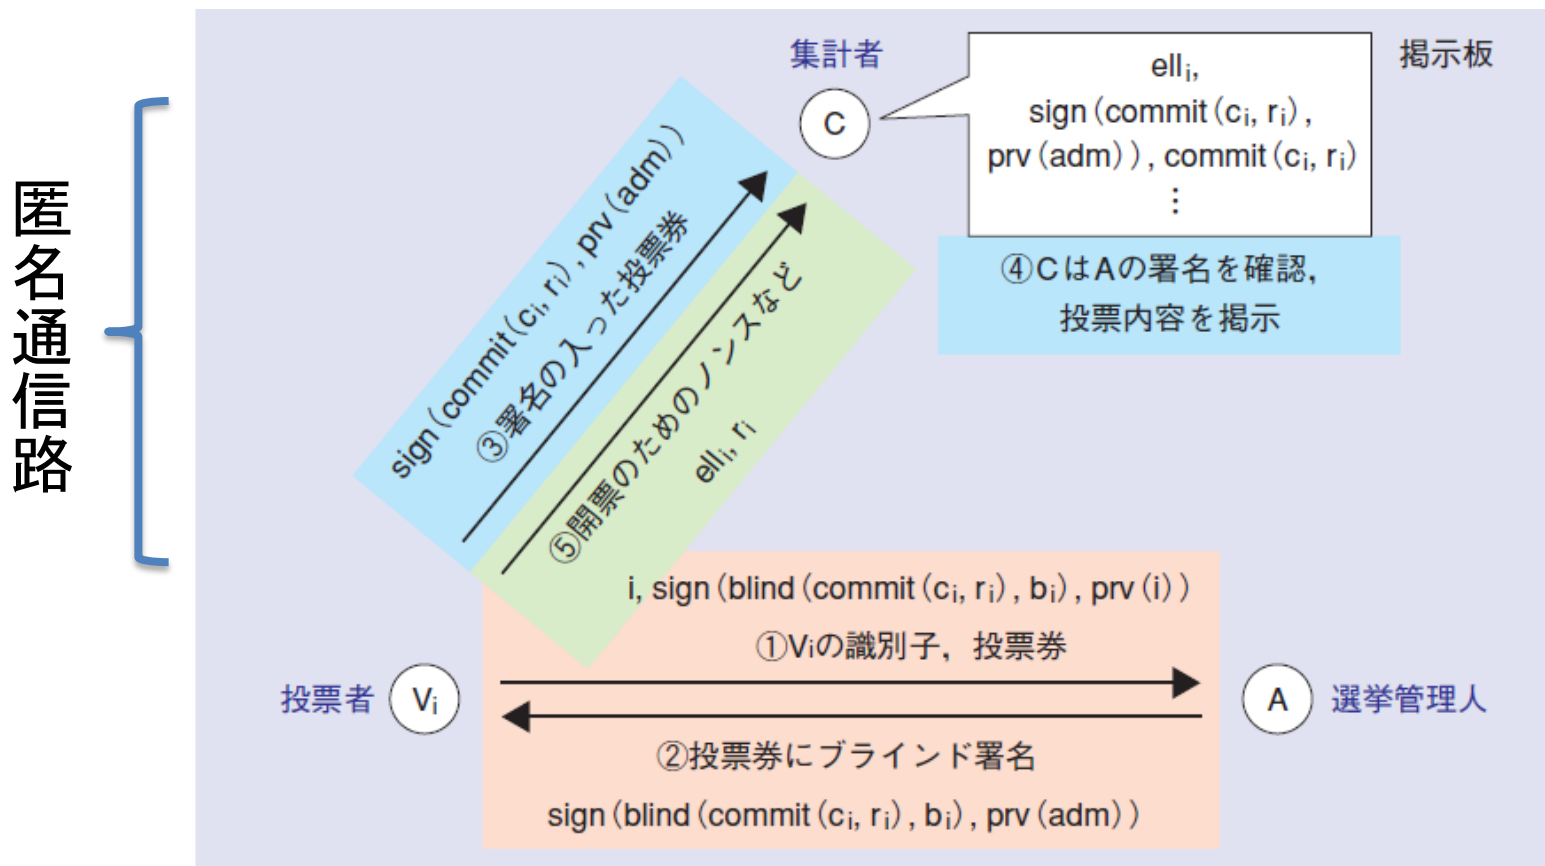 匿名通信路
集計者
C
掲示板
ell i,
sign(commit(ci, ri),
prv(adm)), commit(ci, ri)
⋮
④CはAの署名を確認,
投票内容を掲示
sign(commit(ci, ri), prv(adm))
③署名の入った投票券
⑤開票のためのノンスなど
ell i, ri
i, sign(blind(commit(ci, ri), bi), prv(i))
①Viの識別子，投票券
投票者
Vi
A
選挙管理人
②投票券にブラインド署名
sign(blind(commit(ci, ri), bi), prv(adm))